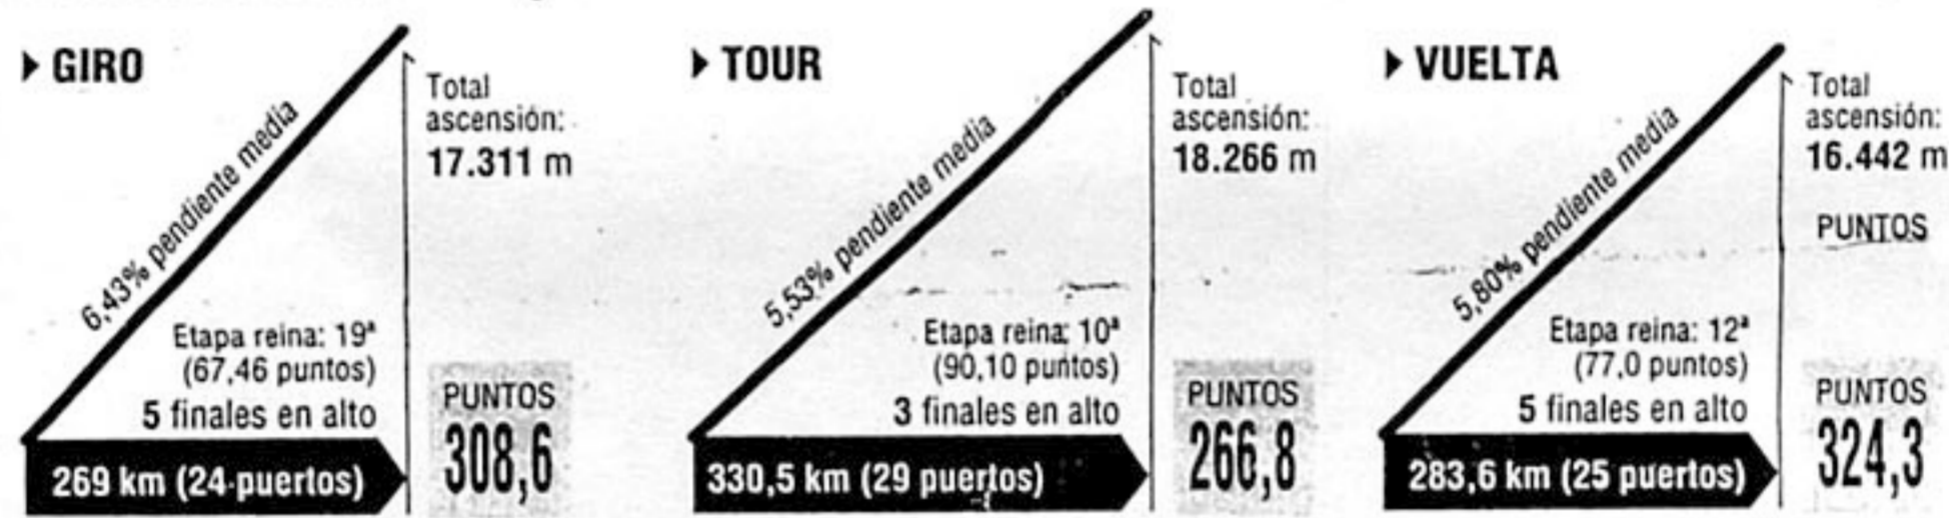 GIRO
Total
ascensión:
17.311 m
6,43% pendiente media
Etapa reina: 19ª
(67,46 puntos)
5 finales en alto
269 km (24 puertos)
PUNTOS
308,6
TOUR
Total
ascensión:
18.266 m
5,53% pendiente media
Etapa reina: 10ª
(90,10 puntos)
3 finales en alto
330,5 km (29 puertos)
PUNTOS
266,8
VUELTA
Total
ascensión:
16.442 m
PUNTOS
5,80% pendiente media
Etapa reina: 12ª
(77,0 puntos)
5 finales en alto
283,6 km (25 puertos)
PUNTOS
324,3